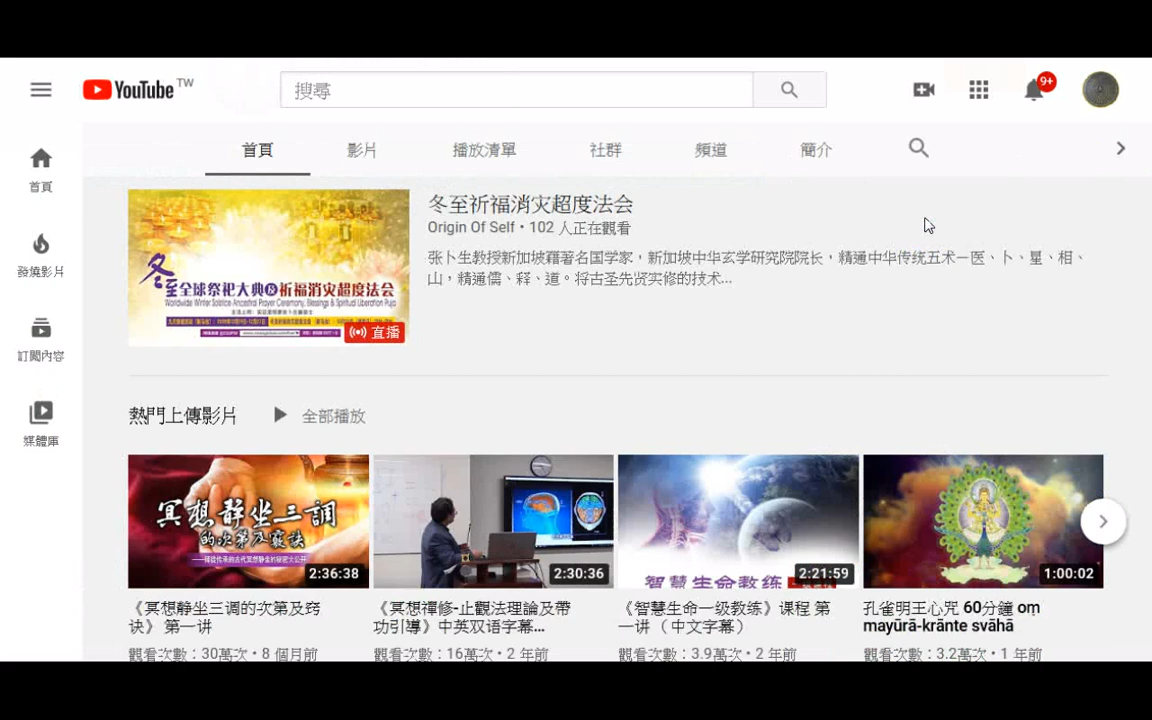 YouTube TW
搜尋
9+
首頁
影片
播放清單
社群
頻道
簡介
首頁
發燒影片
訂閱內容
媒體庫
冬至全球祭祀大典及祈福消灾超度法会
Worldwide Winter Solstice Ancestral Prayer Ceremony, Blessings & Spiritual Liberation Puja
直播
冬至祈福消灾超度法会
Origin Of Self • 102 人正在觀看
张卜生教授新加坡籍著名国学家，新加坡中华玄学研究院院长，精通中华传统五术—医、卜、星、相、
山，精通儒、释、道。将古圣先贤实修的技术...
熱門上傳影片
全部播放
冥想靜坐三調
的次第及竅訣
2:36:38
《冥想静坐三调的次第及窍
诀》 第一讲
觀看次數：30萬次 • 8 個月前
2:30:36
《冥想禪修-止觀法理論及帶
功引導》中英双语字幕...
觀看次數：16萬次 • 2 年前
智慧生命教练
2:21:59
《智慧生命一级教练》课程 第
一讲（中文字幕）
觀看次數：3.9萬次 • 2 年前
1:00:02
孔雀明王心咒 60分鐘 oṃ
mayūrā-krānte svāhā
觀看次數：3.2萬次 • 1 年前